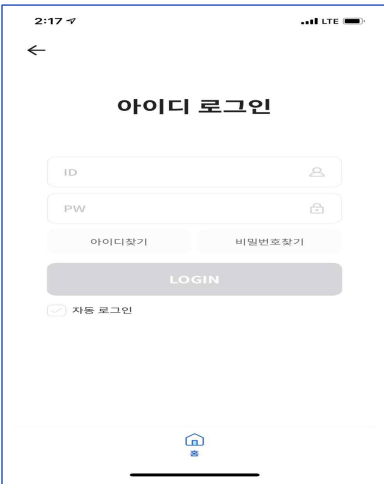 2:17
LTE
아이디 로그인
ID
PW
아이디찾기 비밀번호찾기
LOGIN
자동 로그인
홈